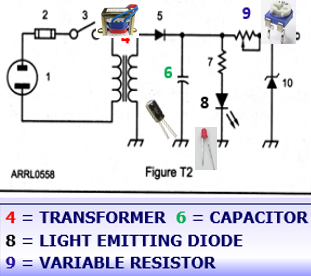 2 3 4 5 9
1 6 7 8 10
ARRL0558 Figure T2
4 = TRANSFORMER 6 = CAPACITOR
8 = LIGHT EMITTING DIODE
9 = VARIABLE RESISTOR